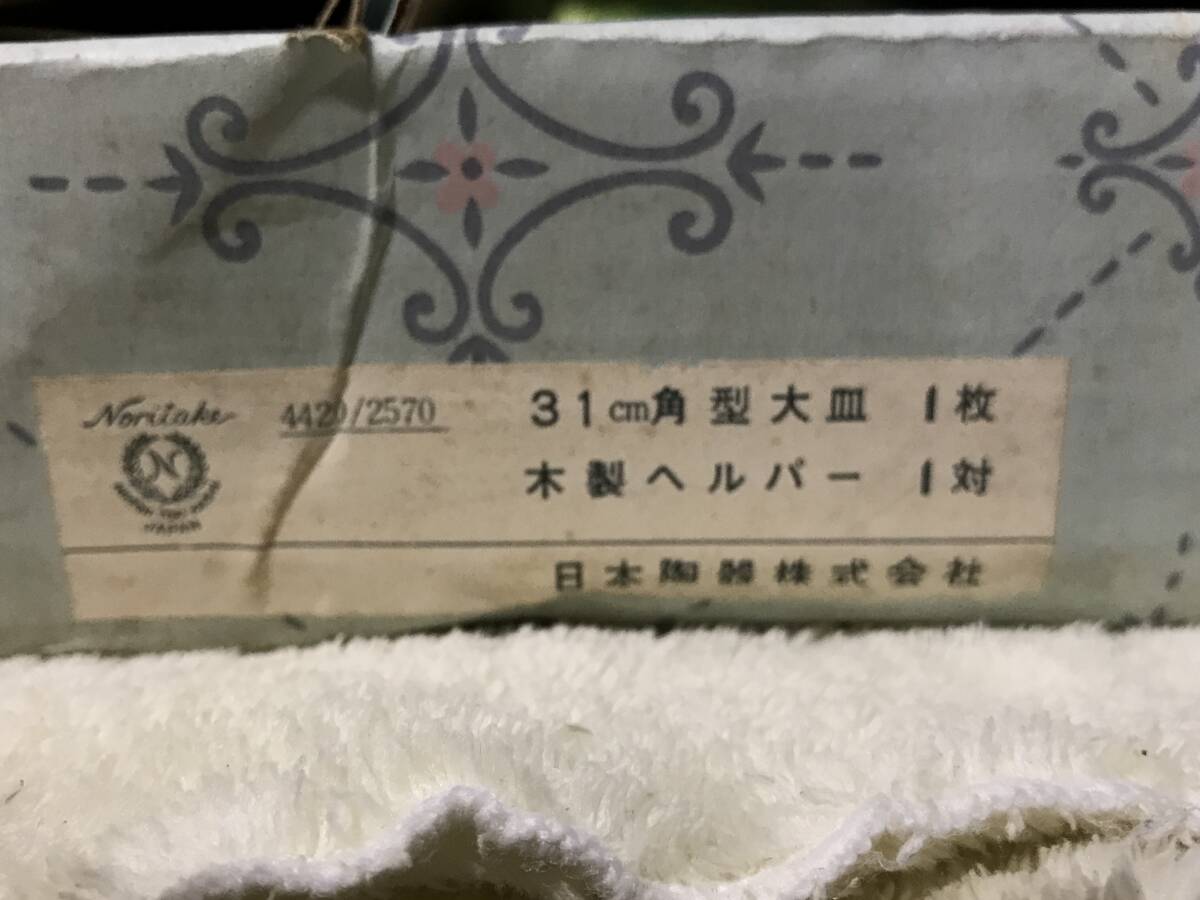 Noritake 4420/2570 31cm角型大皿 1枚
N
木製ヘルパー 1対
JAPAN
日本陶器株式会社